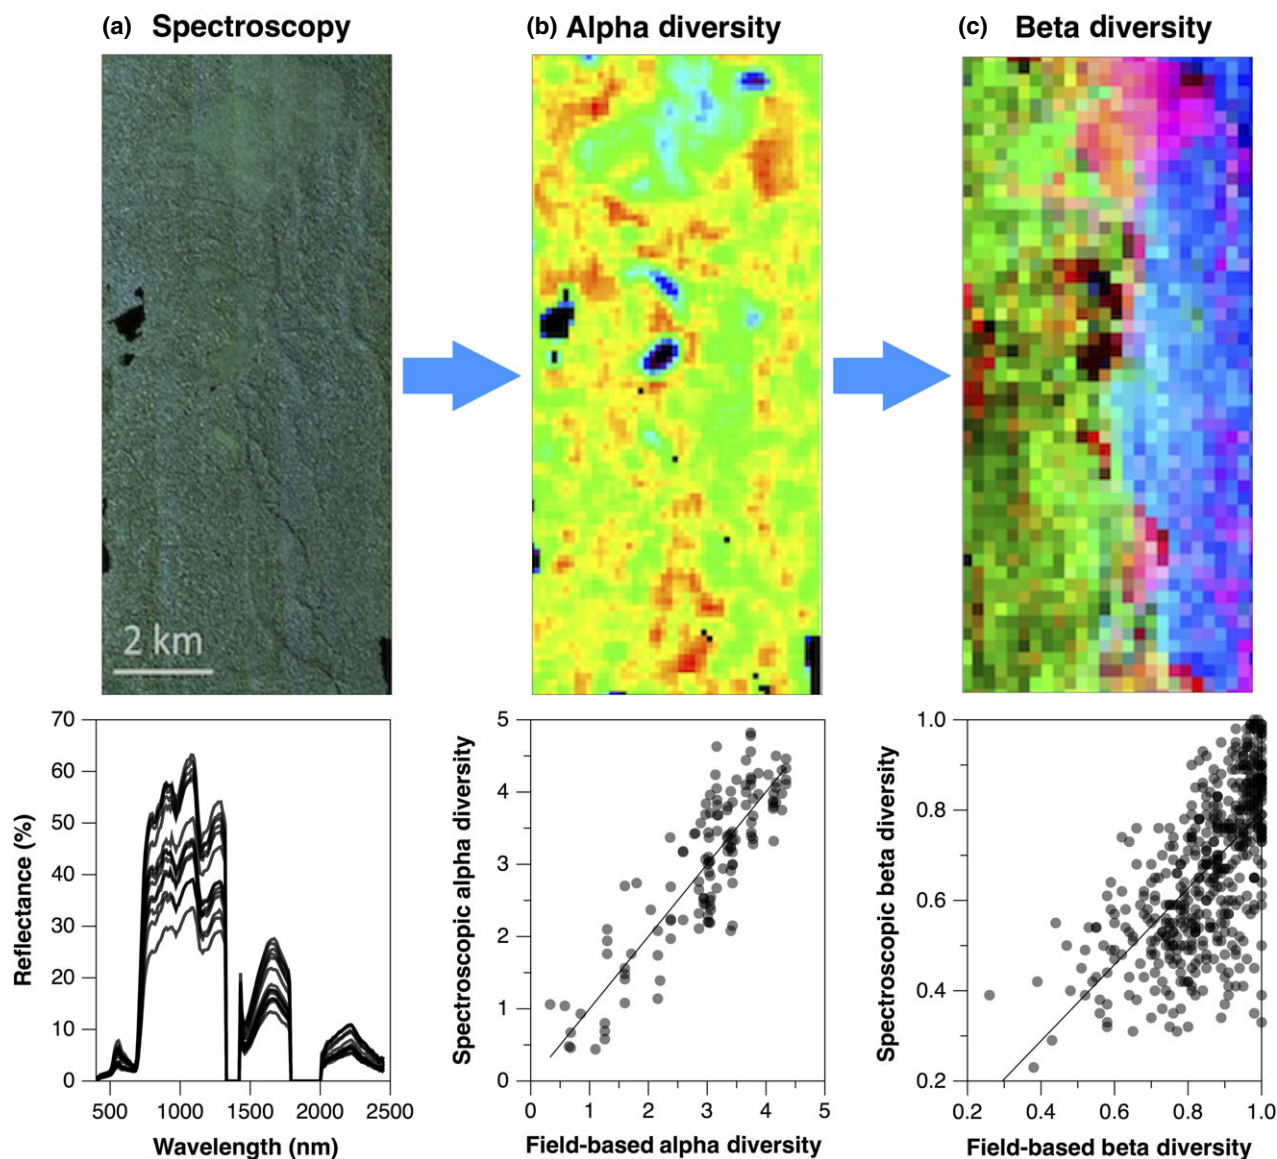 (a) Spectroscopy
(b) Alpha diversity
(c) Beta diversity
2 km
70
60
50
40
30
20
10
0
Reflectance (%)
500 1000 1500 2000 2500
Wavelength (nm)
5
4
3
2
1
0
Spectroscopic alpha diversity
0 1 2 3 4 5
Field-based alpha diversity
1.0
0.8
0.6
0.4
0.2
Spectroscopic beta diversity
0.2 0.4 0.6 0.8 1.0
Field-based beta diversity